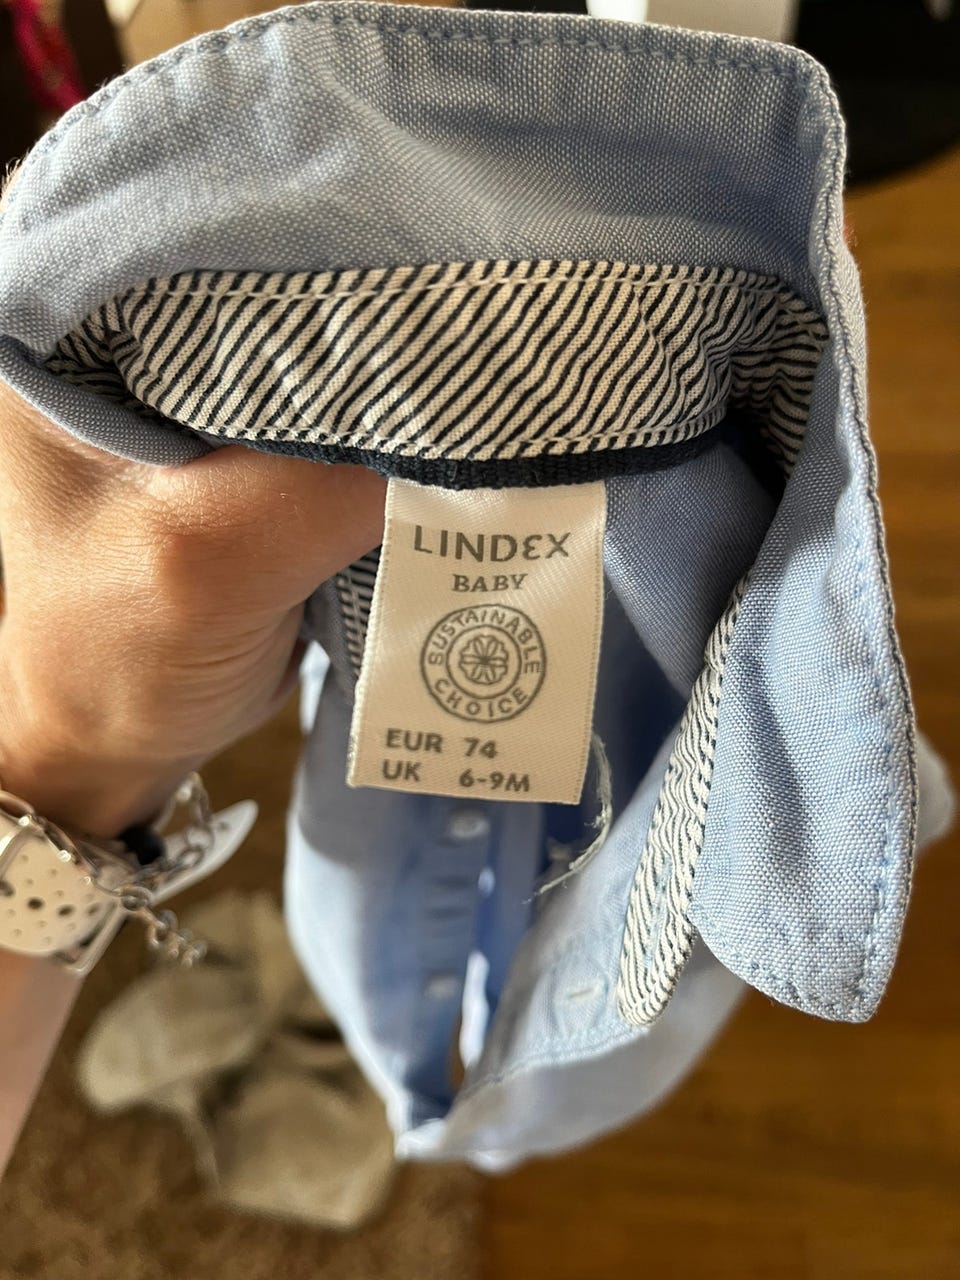 LINDEX
BABY
SUSTAINABLE
CHOICE
EUR 74
UK 6-9M